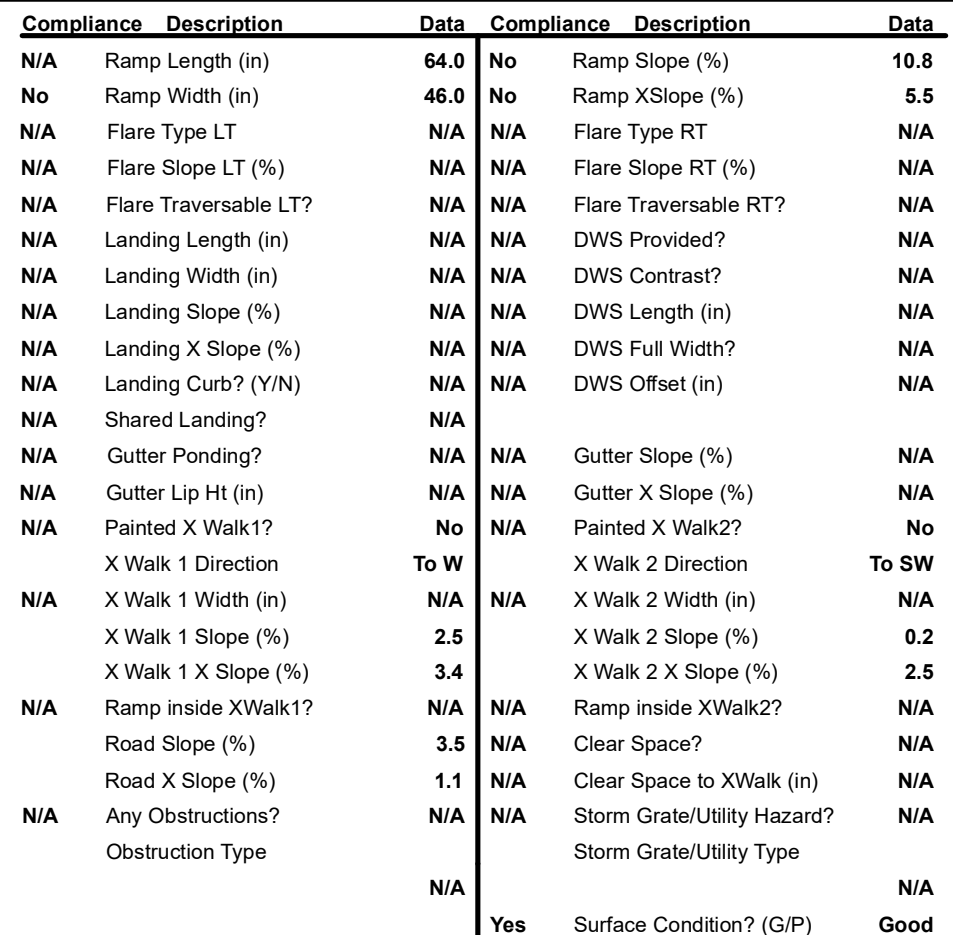 Compliance Description Data Compliance Description Data
N/A Ramp Length (in) 64.0 No Ramp Slope (%) 10.8
No Ramp Width (in) 46.0 No Ramp XSlope (%) 5.5
N/A Flare Type LT N/A N/A Flare Type RT N/A
N/A Flare Slope LT (%) N/A N/A Flare Slope RT (%) N/A
N/A Flare Traversable LT? N/A N/A Flare Traversable RT? N/A
N/A Landing Length (in) N/A N/A DWS Provided? N/A
N/A Landing Width (in) N/A N/A DWS Contrast? N/A
N/A Landing Slope (%) N/A N/A DWS Length (in) N/A
N/A Landing X Slope (%) N/A N/A DWS Full Width? N/A
N/A Landing Curb? (Y/N) N/A N/A DWS Offset (in) N/A
N/A Shared Landing? N/A
N/A Gutter Ponding? N/A N/A Gutter Slope (%) N/A
N/A Gutter Lip Ht (in) N/A N/A Gutter X Slope (%) N/A
N/A Painted X Walk1? No N/A Painted X Walk2? No
X Walk 1 Direction To W X Walk 2 Direction To SW
N/A X Walk 1 Width (in) N/A N/A X Walk 2 Width (in) N/A
X Walk 1 Slope (%) 2.5 X Walk 2 Slope (%) 0.2
X Walk 1 X Slope (%) 3.4 X Walk 2 X Slope (%) 2.5
N/A Ramp inside XWalk1? N/A N/A Ramp inside XWalk2? N/A
Road Slope (%) 3.5 N/A Clear Space? N/A
Road X Slope (%) 1.1 N/A Clear Space to XWalk (in) N/A
N/A Any Obstructions? N/A N/A Storm Grate/Utility Hazard? N/A
Obstruction Type Storm Grate/Utility Type
N/A N/A
Yes Surface Condition? (G/P) Good